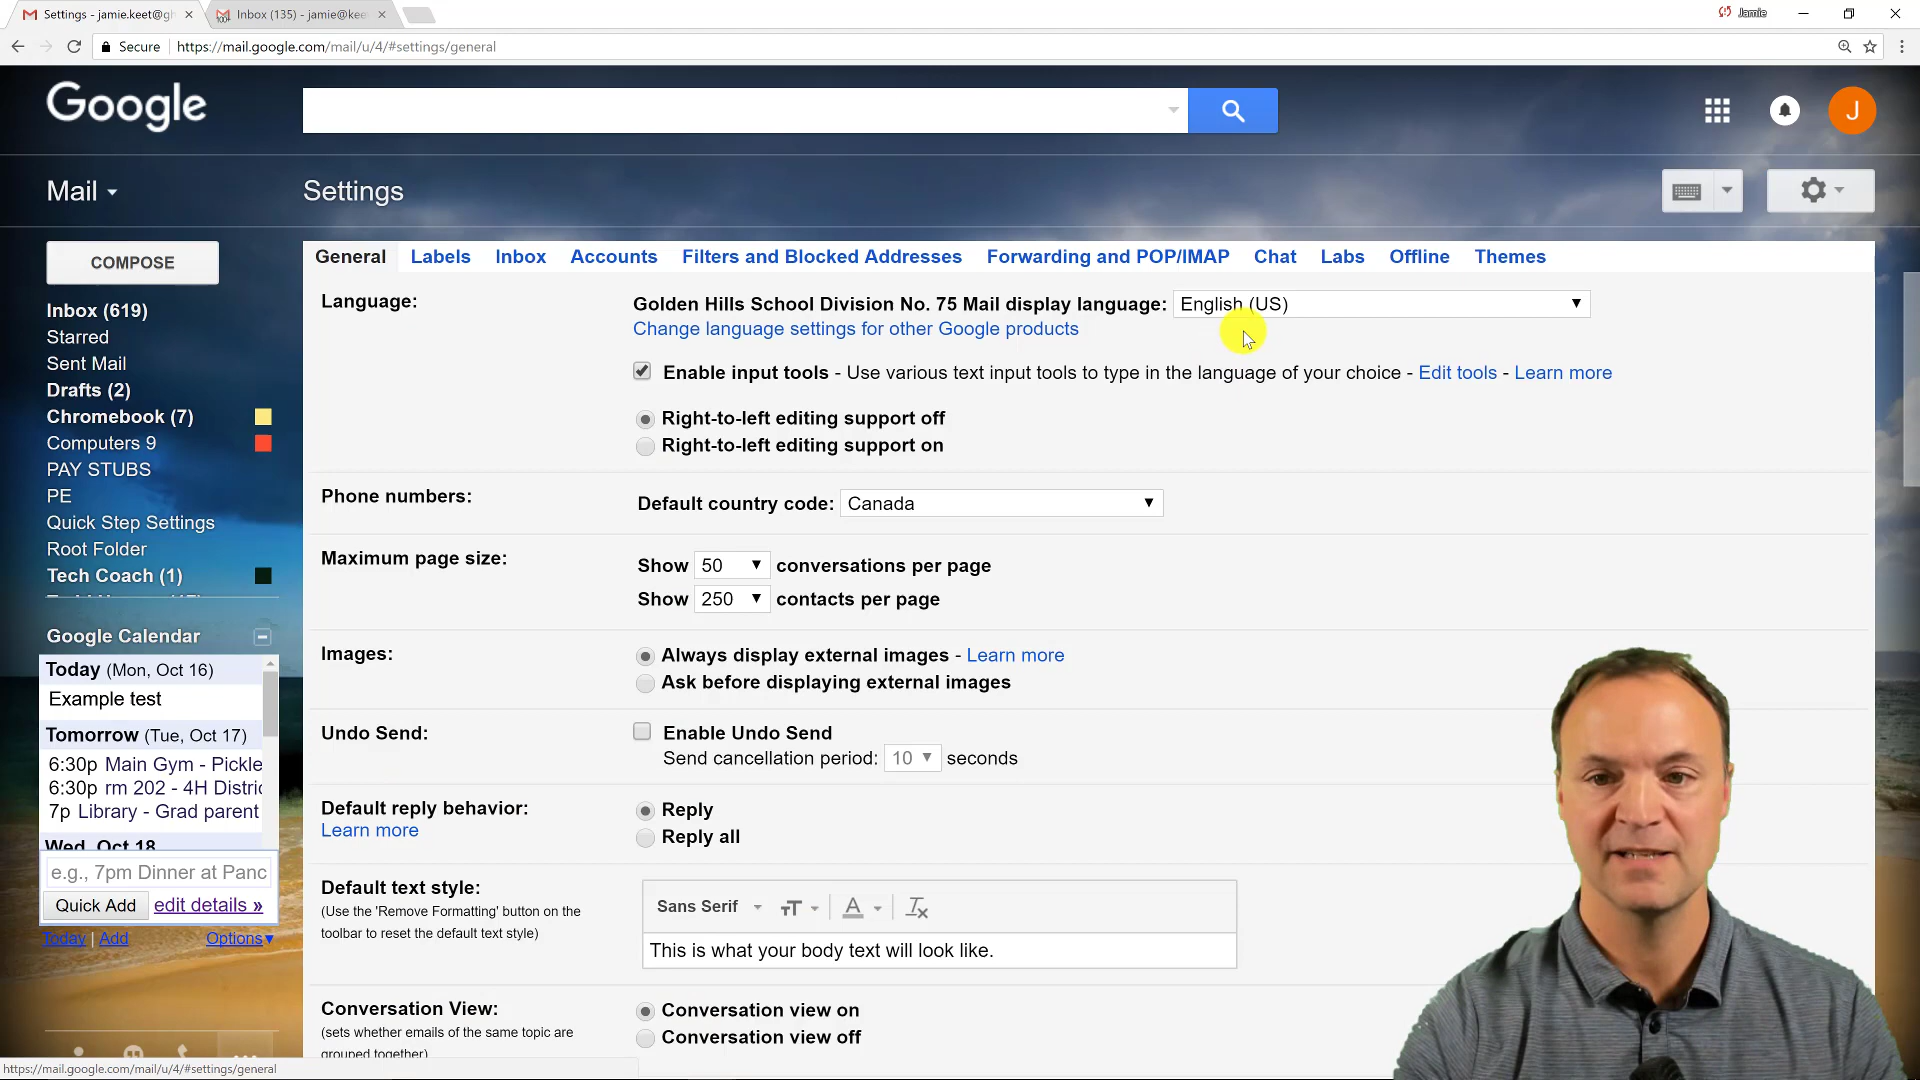 Settings - jamie.keet@gh
Inbox (135) - jamie@kee
Jamie
Secure
https://mail.google.com/mail/u/4/#settings/general
Google
J
Mail
Settings
COMPOSE
General Labels Inbox Accounts Filters and Blocked Addresses Forwarding and POP/IMAP Chat Labs Offline Themes
Inbox (619)
Starred
Sent Mail
Drafts (2)
Chromebook (7)
Computers 9
PAY STUBS
PE
Quick Step Settings
Root Folder
Tech Coach (1)
Google Calendar
Today (Mon, Oct 16)
Example test
Tomorrow (Tue, Oct 17)
6:30p Main Gym - Pickle
6:30p rm 202 - 4H Distric
7p Library - Grad parent
Wed, Oct 18
e.g., 7pm Dinner at Panc
Quick Add edit details »
Today | Add Options▾
Language:
Golden Hills School Division No. 75 Mail display language: English (US)
Change language settings for other Google products
Enable input tools - Use various text input tools to type in the language of your choice - Edit tools - Learn more
Right-to-left editing support off
Right-to-left editing support on
Phone numbers:
Default country code: Canada
Maximum page size:
Show 50 conversations per page
Show 250 contacts per page
Images:
Always display external images - Learn more
Ask before displaying external images
Undo Send:
Enable Undo Send
Send cancellation period: 10 seconds
Default reply behavior:
Learn more
Reply
Reply all
Default text style:
(Use the 'Remove Formatting' button on the
toolbar to reset the default text style)
Sans Serif
This is what your body text will look like.
Conversation View:
(sets whether emails of the same topic are
grouped together)
Conversation view on
Conversation view off
https://mail.google.com/mail/u/4/#settings/general